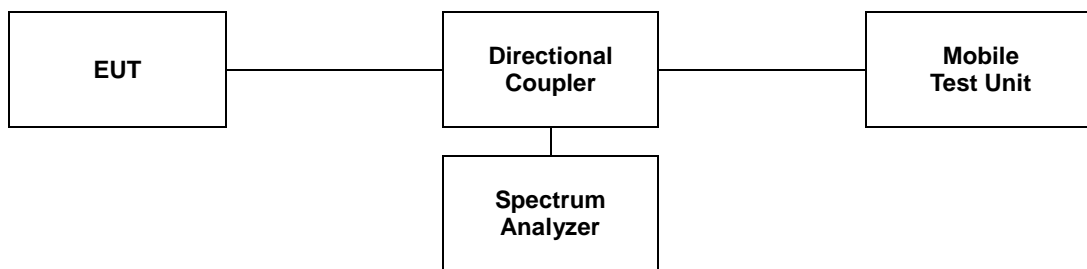 EUT
Directional
Coupler
Mobile
Test Unit
Spectrum
Analyzer